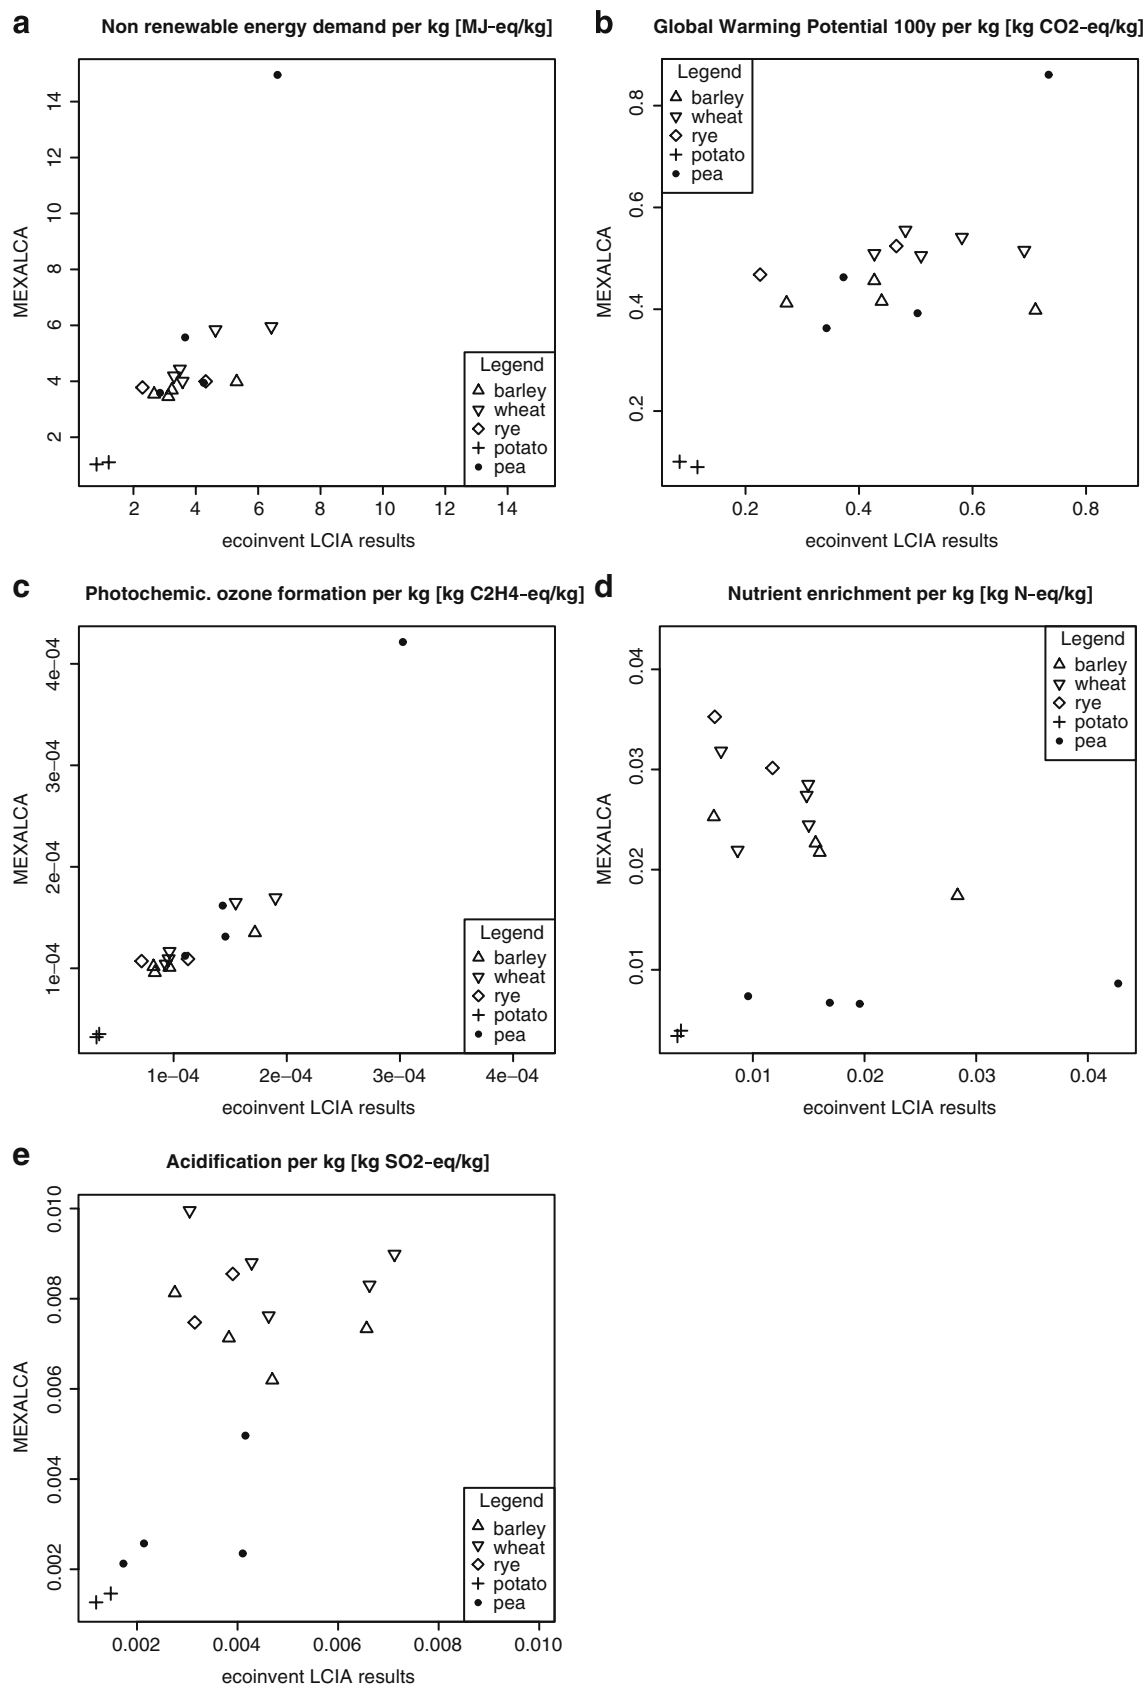 a
Non renewable energy demand per kg [MJ-eq/kg]
MEXALCA
2 4 6 8 10 12 14
Legend
barley
wheat
rye
potato
pea
2 4 6 8 10 12 14
ecoinvent LCIA results
b
Global Warming Potential 100y per kg [kg CO2-eq/kg]
Legend
barley
wheat
rye
potato
pea
MEXALCA
0.2 0.4 0.6 0.8
0.2 0.4 0.6 0.8
ecoinvent LCIA results
c
Photochemic. ozone formation per kg [kg C2H4-eq/kg]
MEXALCA
1e-04 2e-04 3e-04 4e-04
Legend
barley
wheat
rye
potato
pea
1e-04 2e-04 3e-04 4e-04
ecoinvent LCIA results
d
Nutrient enrichment per kg [kg N-eq/kg]
Legend
barley
wheat
rye
potato
pea
MEXALCA
0.01 0.02 0.03 0.04
0.01 0.02 0.03 0.04
ecoinvent LCIA results
e
Acidification per kg [kg SO2-eq/kg]
MEXALCA
0.002 0.004 0.006 0.008 0.010
Legend
barley
wheat
rye
potato
pea
0.002 0.004 0.006 0.008 0.010
ecoinvent LCIA results